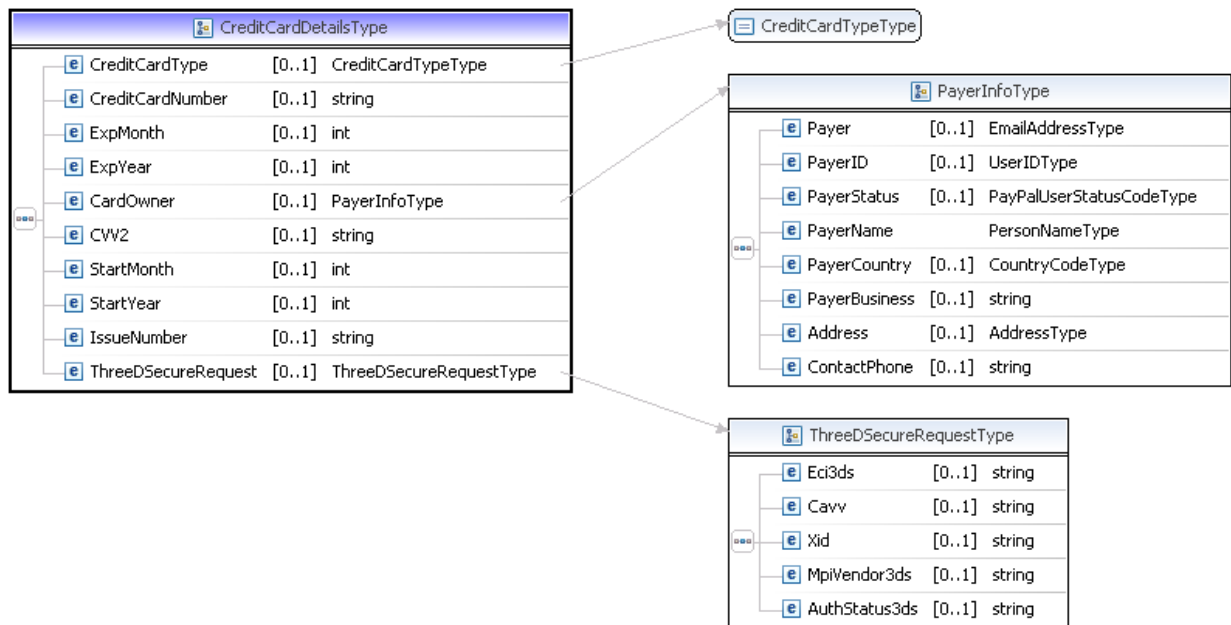 CreditCardDetailsType
CreditCardType [0..1] CreditCardTypeType
CreditCardNumber [0..1] string
ExpMonth [0..1] int
ExpYear [0..1] int
CardOwner [0..1] PayerInfoType
CVV2 [0..1] string
StartMonth [0..1] int
StartYear [0..1] int
IssueNumber [0..1] string
ThreeDSecureRequest [0..1] ThreeDSecureRequestType
CreditCardTypeType
PayerInfoType
Payer [0..1] EmailAddressType
PayerID [0..1] UserIDType
PayerStatus [0..1] PayPalUserStatusCodeType
PayerName PersonNameType
PayerCountry [0..1] CountryCodeType
PayerBusiness [0..1] string
Address [0..1] AddressType
ContactPhone [0..1] string
ThreeDSecureRequestType
Eci3ds [0..1] string
Cavv [0..1] string
Xid [0..1] string
MpiVendor3ds [0..1] string
AuthStatus3ds [0..1] string